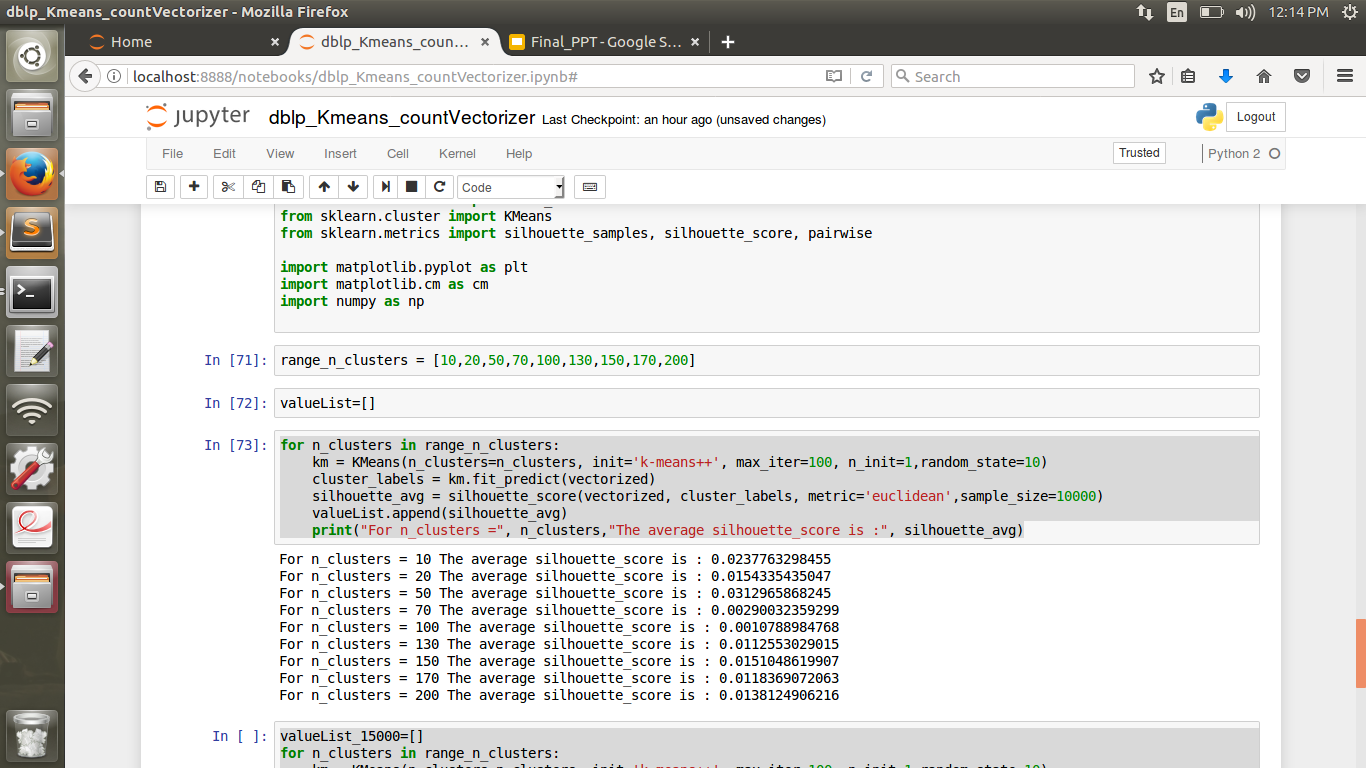 dblp_Kmeans_countVectorizer - Mozilla Firefox
En
12:14 PM
Home
dblp_Kmeans_coun...
Final_PPT - Google S...
localhost:8888/notebooks/dblp_Kmeans_countVectorizer.ipynb#
Search
jupyter
dblp_Kmeans_countVectorizer Last Checkpoint: an hour ago (unsaved changes)
Logout
File Edit View Insert Cell Kernel Help
Trusted
Python 2
Code
from sklearn.cluster import KMeans
from sklearn.metrics import silhouette_samples, silhouette_score, pairwise
import matplotlib.pyplot as plt
import matplotlib.cm as cm
import numpy as np
In [71]: range_n_clusters = [10,20,50,70,100,130,150,170,200]
In [72]: valueList=[]
In [73]: for n_clusters in range_n_clusters:
km = KMeans(n_clusters=n_clusters, init='k-means++', max_iter=100, n_init=1,random_state=10)
cluster_labels = km.fit_predict(vectorized)
silhouette_avg = silhouette_score(vectorized, cluster_labels, metric='euclidean',sample_size=10000)
valueList.append(silhouette_avg)
print("For n_clusters =", n_clusters,"The average silhouette_score is :", silhouette_avg)
For n_clusters = 10 The average silhouette_score is : 0.0237763298455
For n_clusters = 20 The average silhouette_score is : 0.0154335435047
For n_clusters = 50 The average silhouette_score is : 0.0312965868245
For n_clusters = 70 The average silhouette_score is : 0.00290032359299
For n_clusters = 100 The average silhouette_score is : 0.0010788984768
For n_clusters = 130 The average silhouette_score is : 0.0112553029015
For n_clusters = 150 The average silhouette_score is : 0.0151048619907
For n_clusters = 170 The average silhouette_score is : 0.0118369072063
For n_clusters = 200 The average silhouette_score is : 0.0138124906216
In [ ]: valueList_15000=[]
for n_clusters in range_n_clusters: